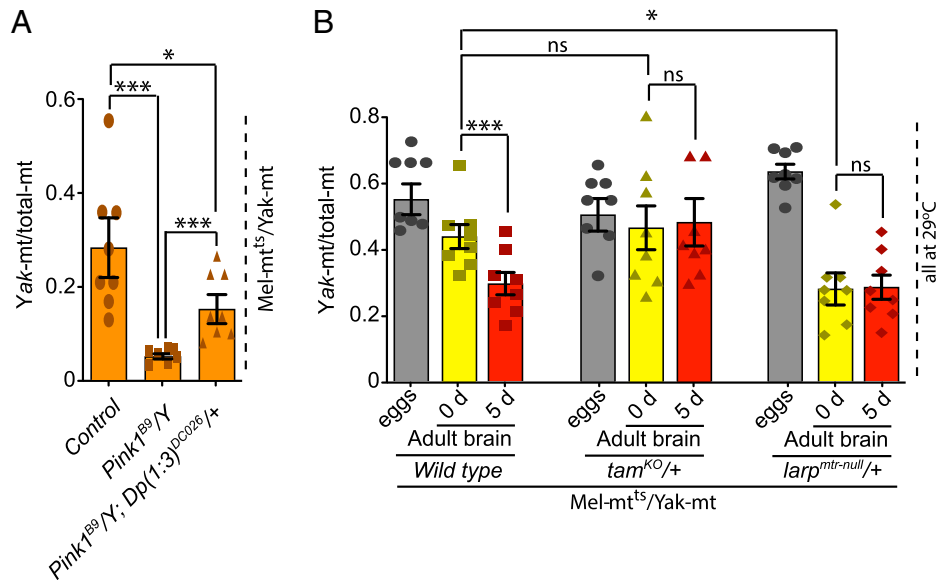 A
B
*
***
***
0.6
0.4
0.2
0
Yak-mt/total-mt
Control
Pink1^B9/Y
Pink1^B9/Y; Dp(1:3)^DC026/+
Mel-mt^ts/Yak-mt
*
ns
ns
***
ns
0.8
0.6
0.4
0.2
0
Yak-mt/total-mt
eggs 0 d 5 d eggs 0 d 5 d eggs 0 d 5 d
Adult brain Adult brain Adult brain
Wild type tam^KO/+ larp^mtr-null/+
Mel-mt^ts/Yak-mt
all at 29°C